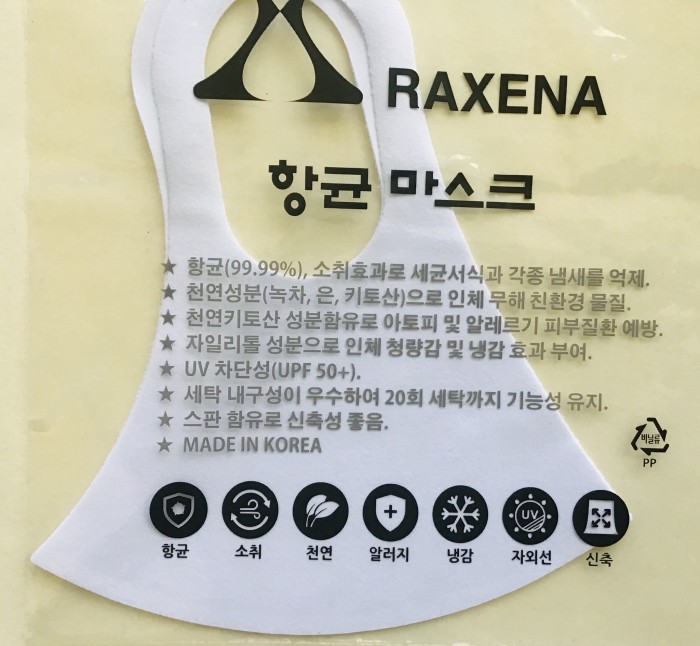 RAXENA
항균 마스크
★ 항균(99.99%), 소취효과로 세균서식과 각종 냄새를 억제.
★ 천연성분(녹차, 은, 키토산)으로 인체 무해 친환경 물질.
★ 천연키토산 성분함유로 아토피 및 알레르기 피부질환 예방.
★ 자일리톨 성분으로 인체 청량감 및 냉감 효과 부여.
★ UV 차단성(UPF 50+).
★ 세탁 내구성이 우수하여 20회 세탁까지 기능성 유지.
★ 스판 함유로 신축성 좋음.
★ MADE IN KOREA
비닐류
PP
UV
항균 소취 천연 알러지 냉감 자외선 신축